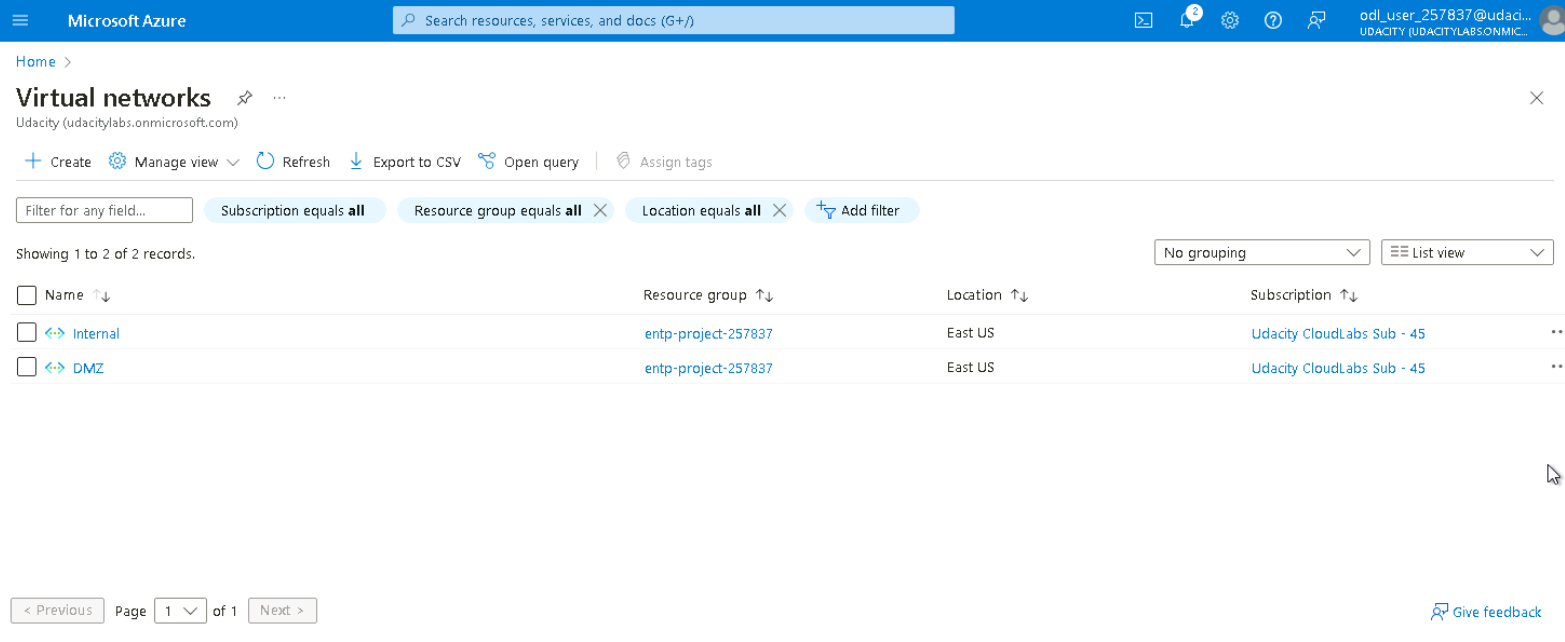 Microsoft Azure
Search resources, services, and docs (G+/)
2
odl_user_257837@udaci...
UDACITY (UDACITYLABS.ONMIC...
Home >
Virtual networks ...
Udacity (udacitylabs.onmicrosoft.com)
Create Manage view Refresh Export to CSV Open query Assign tags
Filter for any field... Subscription equals all Resource group equals all Location equals all Add filter
Showing 1 to 2 of 2 records. No grouping List view
Name Resource group Location Subscription
Internal entp-project-257837 East US Udacity CloudLabs Sub - 45
DMZ entp-project-257837 East US Udacity CloudLabs Sub - 45
< Previous Page 1 of 1 Next > Give feedback